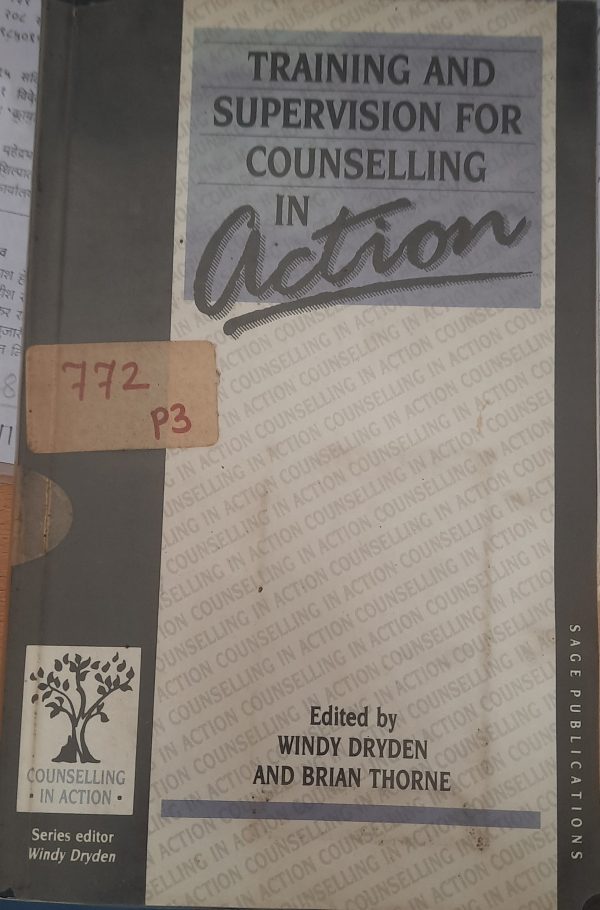 TRAINING AND
SUPERVISION FOR
COUNSELLING
IN
Action
772
P3
Edited by
WINDY DRYDEN
AND BRIAN THORNE
COUNSELLING
IN ACTION
Series editor
Windy Dryden
SAGE PUBLICATIONS